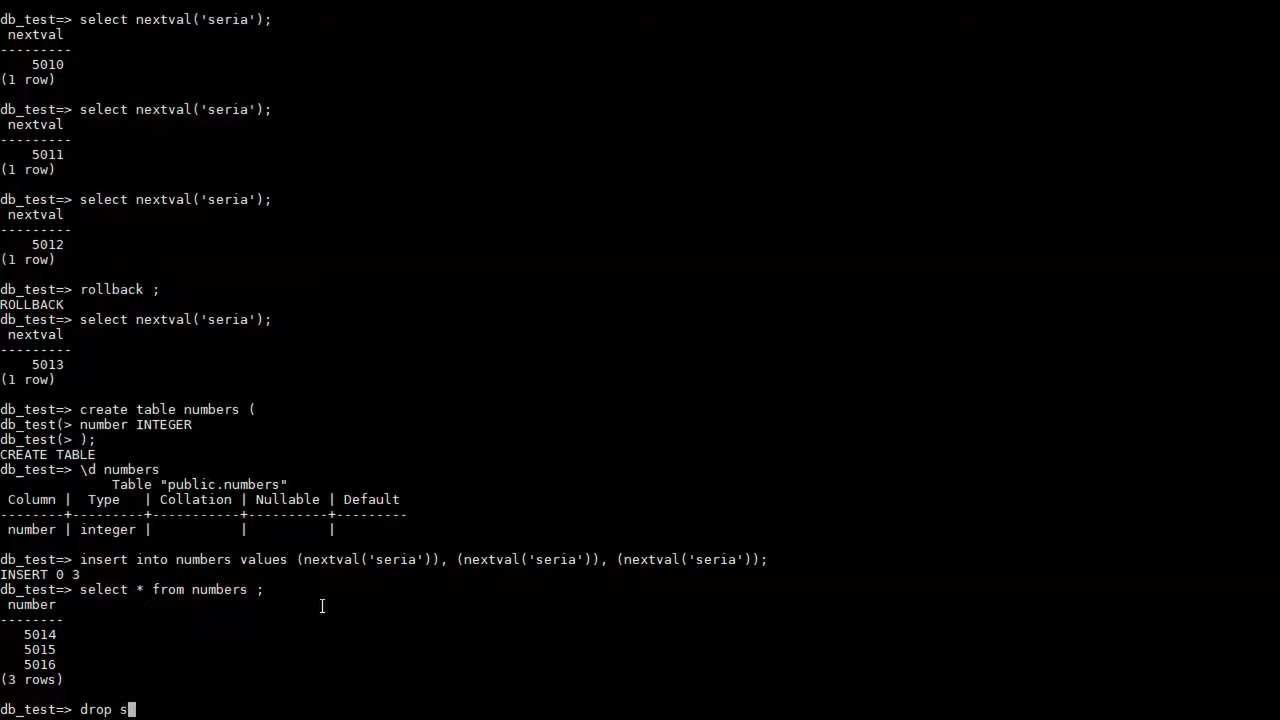 db_test=> select nextval('seria');
 nextval
---------
    5010
(1 row)

db_test=> select nextval('seria');
 nextval
---------
    5011
(1 row)

db_test=> select nextval('seria');
 nextval
---------
    5012
(1 row)

db_test=> rollback ;
ROLLBACK
db_test=> select nextval('seria');
 nextval
---------
    5013
(1 row)

db_test=> create table numbers (
db_test(> number INTEGER
db_test(> );
CREATE TABLE
db_test=> \d numbers
              Table "public.numbers"
 Column |  Type   | Collation | Nullable | Default
--------+---------+-----------+----------+---------
 number | integer |           |          |

db_test=> insert into numbers values (nextval('seria')), (nextval('seria')), (nextval('seria'));
INSERT 0 3
db_test=> select * from numbers ;
 number
--------
   5014
   5015
   5016
(3 rows)

db_test=> drop s